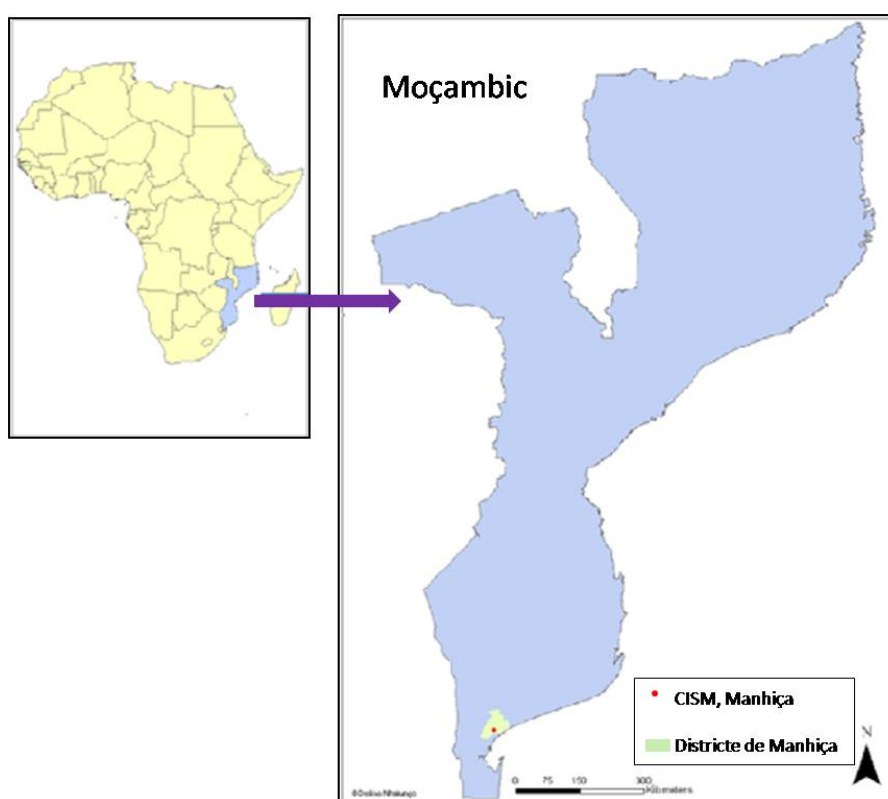 Moçambic
CISM, Manhiça
Districte de Manhiça
N
0 75 150 300
Kilometers